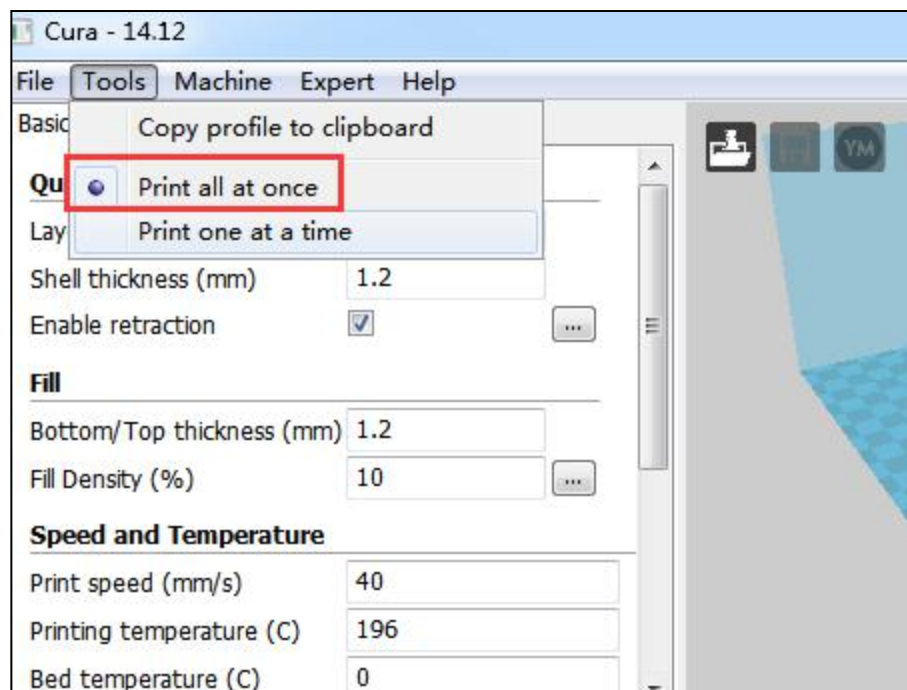 Cura - 14.12
File Tools Machine Expert Help
Basic
Copy profile to clipboard
Print all at once
Print one at a time
Shell thickness (mm) 1.2
Enable retraction ...
Fill
Bottom/Top thickness (mm) 1.2
Fill Density (%) 10 ...
Speed and Temperature
Print speed (mm/s) 40
Printing temperature (C) 196
Bed temperature (C) 0
YM